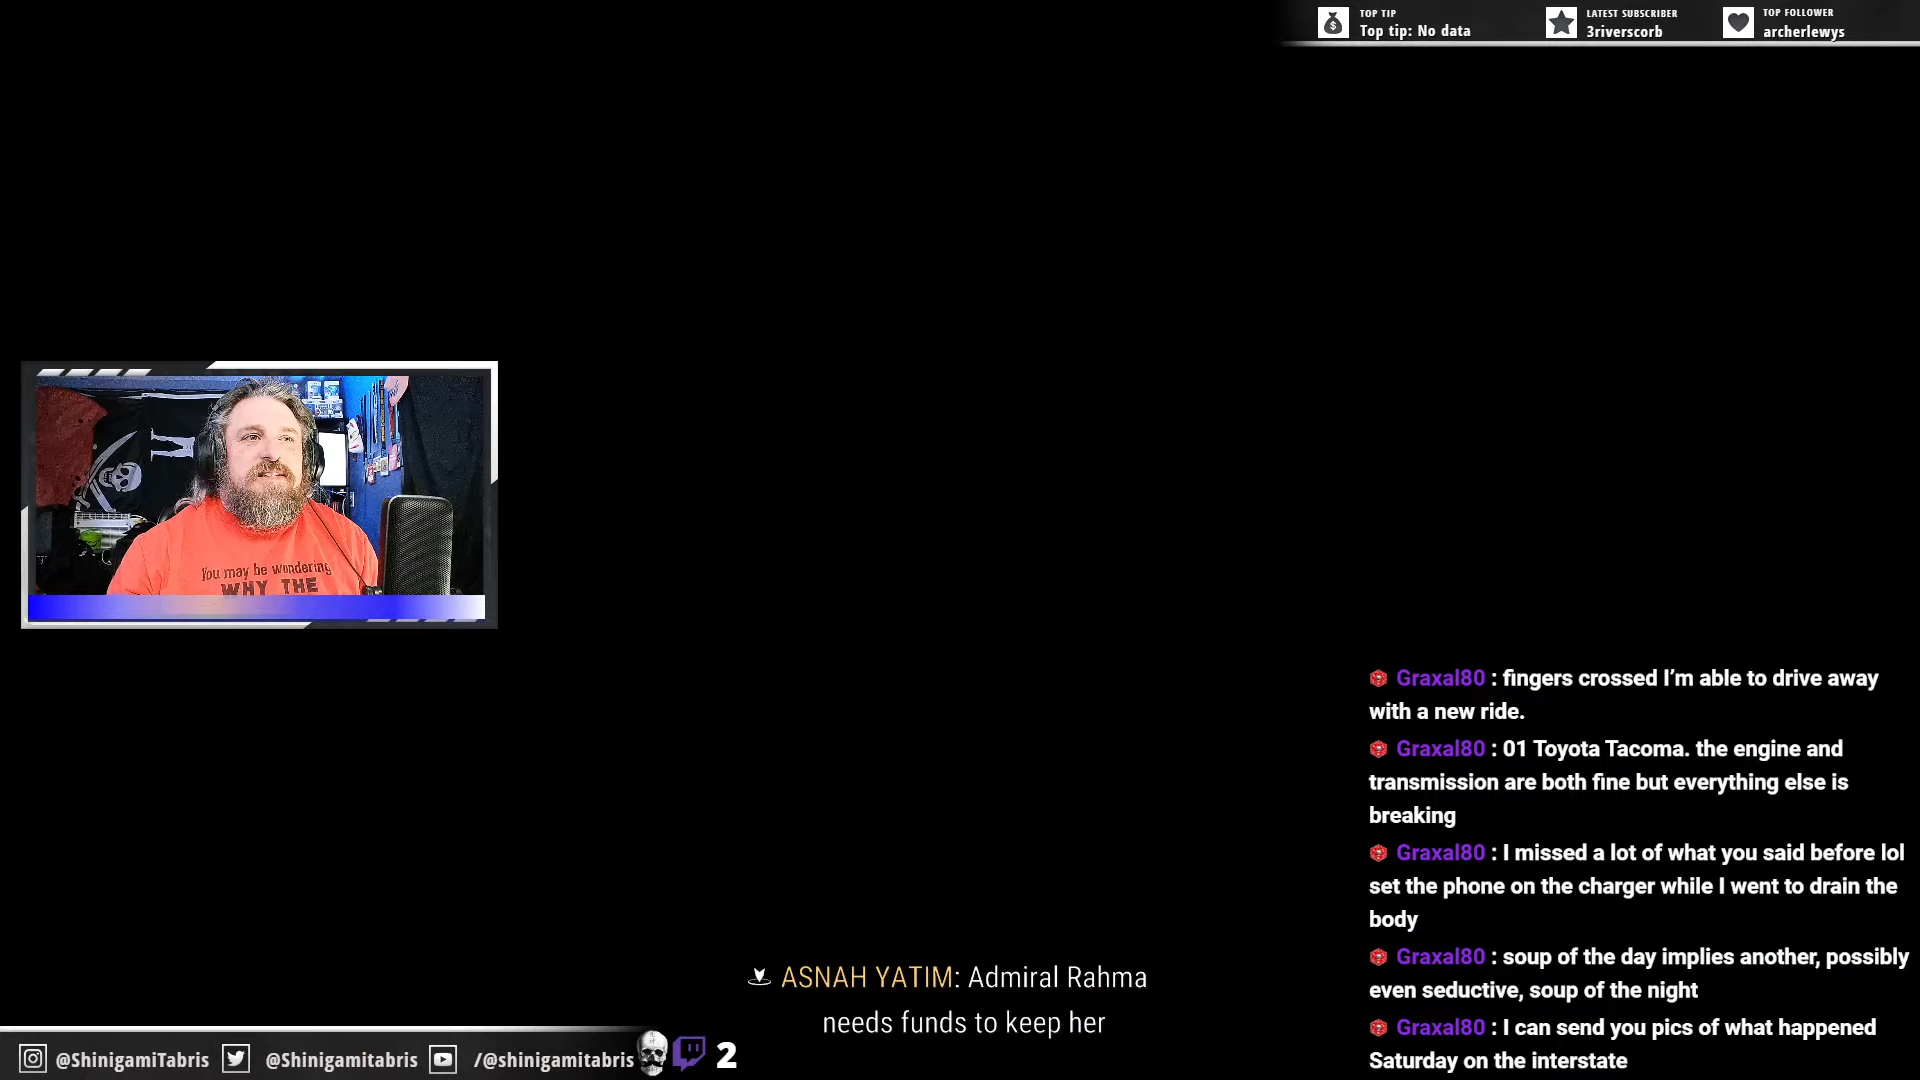 TOP TIP
Top tip: No data
LATEST SUBSCRIBER
3riverscorb
TOP FOLLOWER
archerlewys
You may be wondering
WHY THE
Graxal80 : fingers crossed I’m able to drive away
with a new ride.
Graxal80 : 01 Toyota Tacoma. the engine and
transmission are both fine but everything else is
breaking
Graxal80 : I missed a lot of what you said before lol
set the phone on the charger while I went to drain the
body
Graxal80 : soup of the day implies another, possibly
even seductive, soup of the night
Graxal80 : I can send you pics of what happened
Saturday on the interstate
ASNAH YATIM: Admiral Rahma
needs funds to keep her
@ShinigamiTabris
@Shinigamitabris
/@shinigamitabris
2